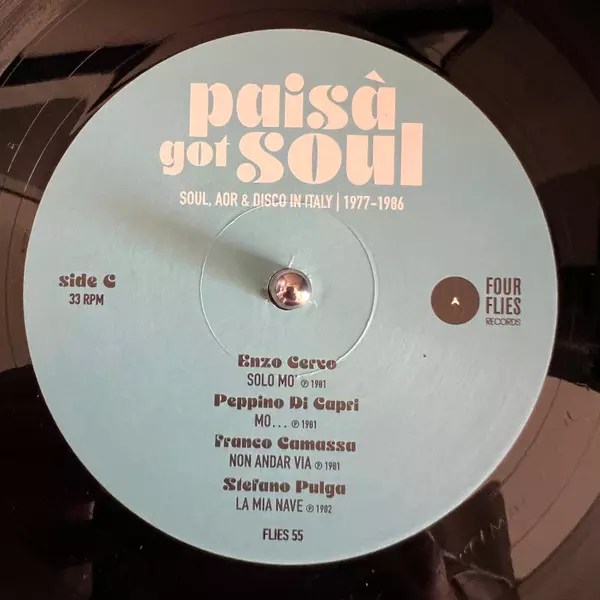 paisà
got soul
SOUL, AOR & DISCO IN ITALY | 1977-1986
side C
33 RPM
FOUR
FLIES
RECORDS
Enzo Cervo
SOLO MO' ℗ 1981
Peppino Di Capri
MO... ℗ 1981
Franco Camassa
NON ANDAR VIA ℗ 1981
Stefano Pulga
LA MIA NAVE ℗ 1982
FLIES 55